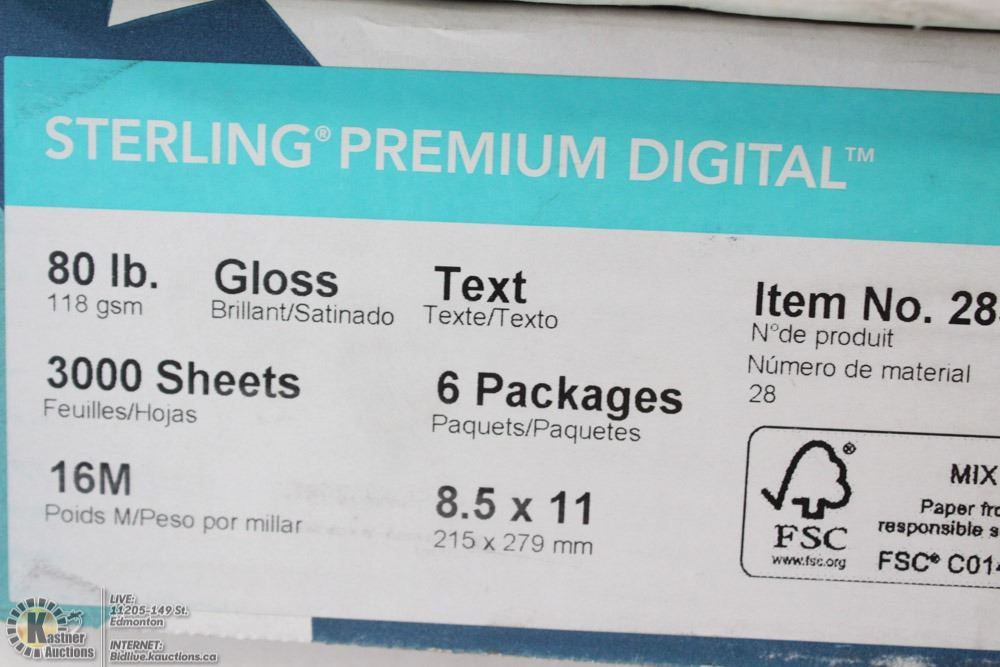 STERLING® PREMIUM DIGITAL™
80 lb. Gloss Text
118 gsm Brillant/Satinado Texte/Texto
Item No. 28
N°de produit
Número de material
28
3000 Sheets 6 Packages
Feuilles/Hojas Paquets/Paquetes
16M 8.5 x 11
Poids M/Peso por millar 215 x 279 mm
FSC®
www.fsc.org
MIX
Paper
responsible
FSC® C01
Kastner
Auctions
LIVE:
11205-149 St.
Edmonton
INTERNET:
Bidlive.kauctions.ca